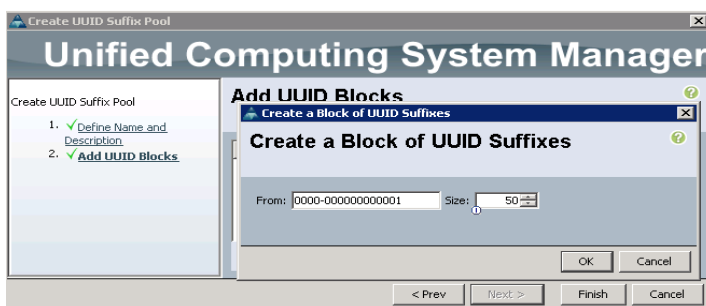 Create UUID Suffix Pool
Unified Computing System Manager
Create UUID Suffix Pool
1. Define Name and
Description
2. Add UUID Blocks
Add UUID Blocks
Create a Block of UUID Suffixes
Create a Block of UUID Suffixes
From: 0000-000000000001 Size: 50
OK Cancel
< Prev Next > Finish Cancel